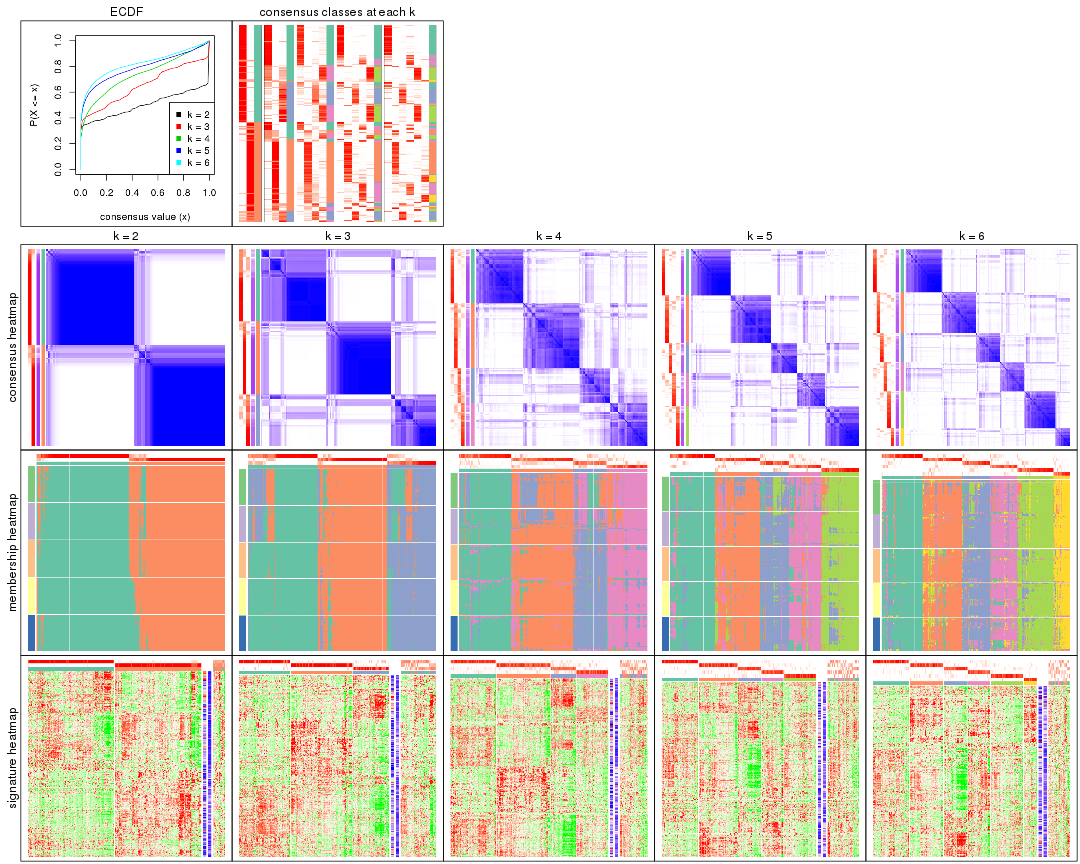 ECDF
consensus classes at each k
P(X <= x)
0.0 0.2 0.4 0.6 0.8 1.0
k = 2
k = 3
k = 4
k = 5
k = 6
0.0 0.2 0.4 0.6 0.8 1.0
consensus value (x)
k = 2 k = 3 k = 4 k = 5 k = 6
consensus heatmap
membership heatmap
signature heatmap